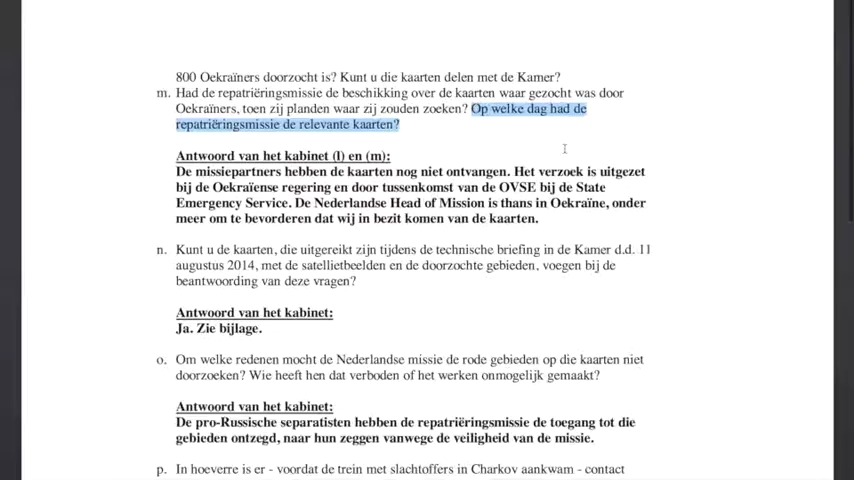 800 Oekraïners doorzocht is? Kunt u die kaarten delen met de Kamer?
m. Had de repatriëringsmissie de beschikking over de kaarten waar gezocht was door
Oekraïners, toen zij planden waar zij zouden zoeken? Op welke dag had de
repatriëringsmissie de relevante kaarten?
Antwoord van het kabinet (l) en (m):
De missiepartners hebben de kaarten nog niet ontvangen. Het verzoek is uitgezet
bij de Oekraïense regering en door tussenkomst van de OVSE bij de State
Emergency Service. De Nederlandse Head of Mission is thans in Oekraïne, onder
meer om te bevorderen dat wij in bezit komen van de kaarten.
n. Kunt u de kaarten, die uitgereikt zijn tijdens de technische briefing in de Kamer d.d. 11
augustus 2014, met de satellietbeelden en de doorzochte gebieden, voegen bij de
beantwoording van deze vragen?
Antwoord van het kabinet:
Ja. Zie bijlage.
o. Om welke redenen mocht de Nederlandse missie de rode gebieden op die kaarten niet
doorzoeken? Wie heeft hen dat verboden of het werken onmogelijk gemaakt?
Antwoord van het kabinet:
De pro-Russische separatisten hebben de repatriëringsmissie de toegang tot die
gebieden ontzegd, naar hun zeggen vanwege de veiligheid van de missie.
p. In hoeverre is er - voordat de trein met slachtoffers in Charkov aankwam - contact